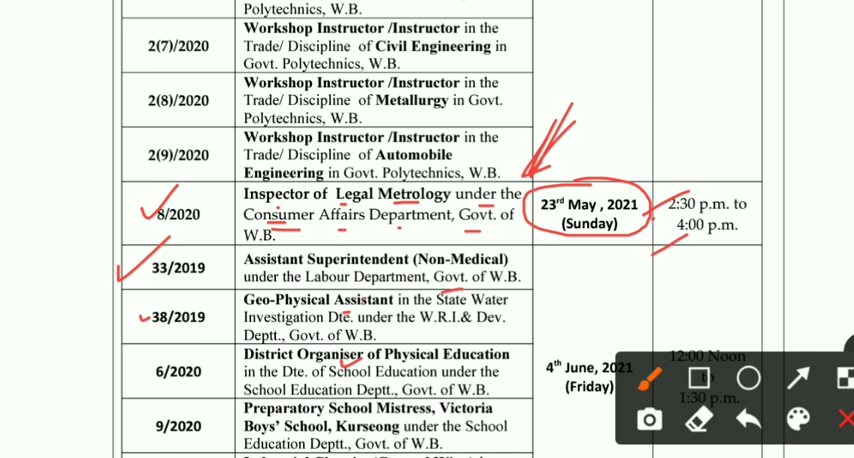 Polytechnics, W.B.
2(7)/2020
Workshop Instructor /Instructor in the
Trade/ Discipline of Civil Engineering in
Govt. Polytechnics, W.B.
2(8)/2020
Workshop Instructor /Instructor in the
Trade/ Discipline of Metallurgy in Govt.
Polytechnics, W.B.
2(9)/2020
Workshop Instructor /Instructor in the
Trade/ Discipline of Automobile
Engineering in Govt. Polytechnics, W.B.
8/2020
Inspector of Legal Metrology under the
Consumer Affairs Department, Govt. of
W.B.
23rd May , 2021
(Sunday)
2:30 p.m. to
4:00 p.m.
33/2019
Assistant Superintendent (Non-Medical)
under the Labour Department, Govt. of W.B.
38/2019
Geo-Physical Assistant in the State Water
Investigation Dte. under the W.R.I.& Dev.
Deptt., Govt. of W.B.
6/2020
District Organiser of Physical Education
in the Dte. of School Education under the
School Education Deptt., Govt. of W.B.
9/2020
Preparatory School Mistress, Victoria
Boys' School, Kurseong under the School
Education Deptt., Govt. of W.B.
4th June, 2021
(Friday)
12:00 Noon
to
1:30 p.m.